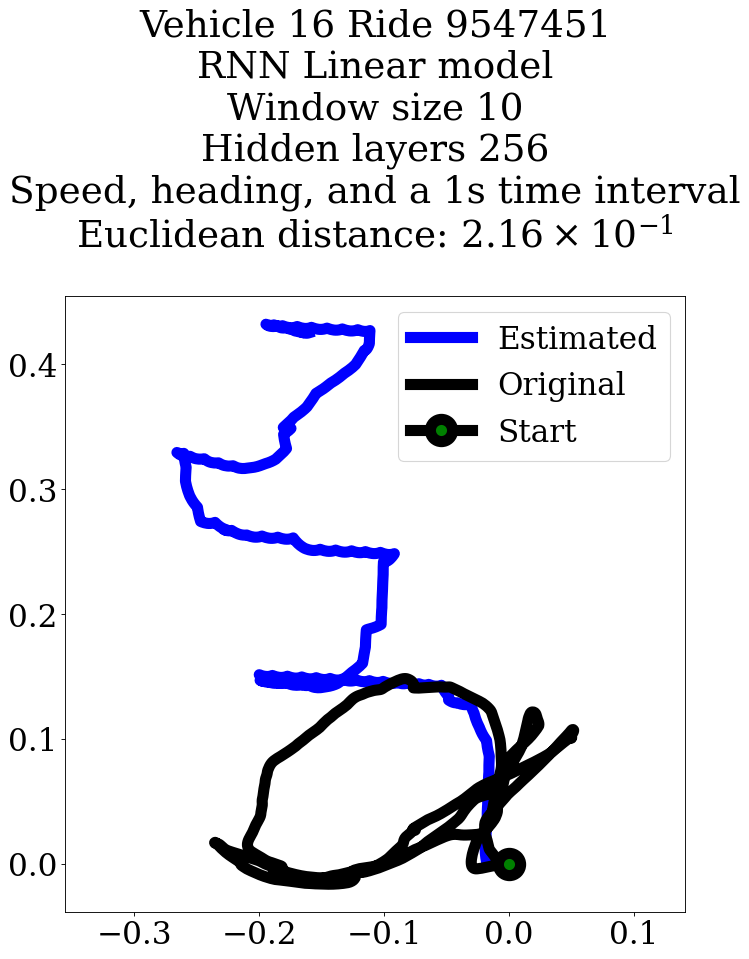 Vehicle 16 Ride 9547451
RNN Linear model
Window size 10
Hidden layers 256
Speed, heading, and a 1s time interval
Euclidean distance: 2.16 × 10⁻¹
Estimated
Original
Start
0.4
0.3
0.2
0.1
0.0
−0.3 −0.2 −0.1 0.0 0.1